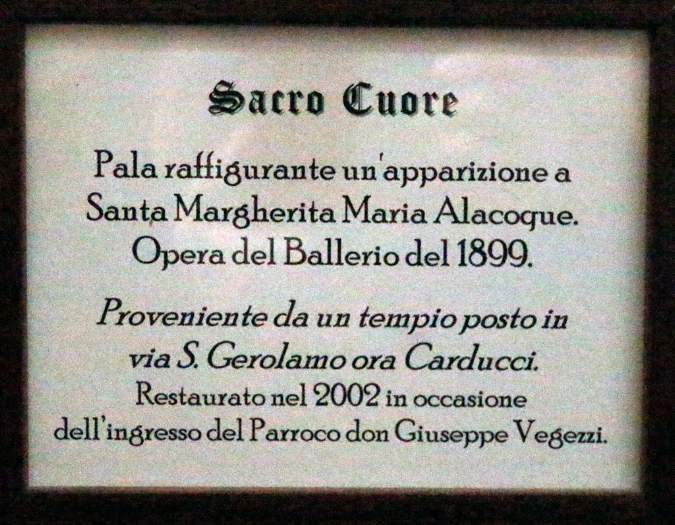 Sacro Cuore
Pala raffigurante un'apparizione a
Santa Margherita Maria Alacoque.
Opera del Ballerio del 1899.
Proveniente da un tempio posto in
via S. Gerolamo ora Carducci.
Restaurato nel 2002 in occasione
dell'ingresso del Parroco don Giuseppe Vegezzi.